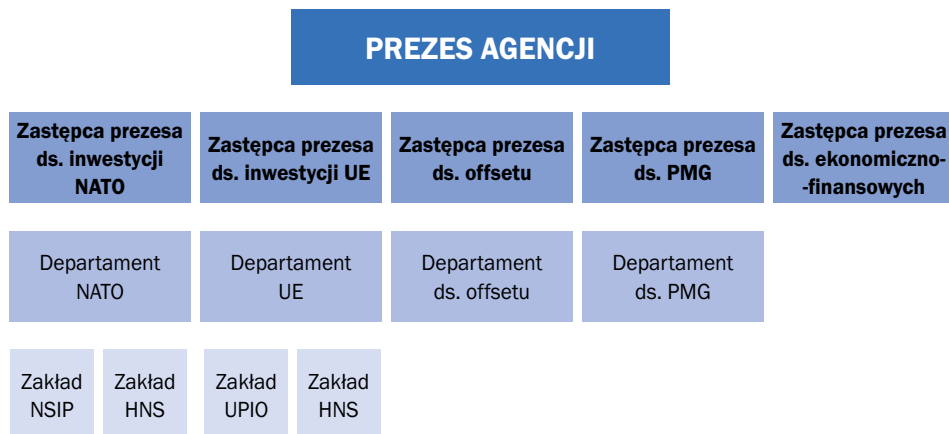 PREZES AGENCJI
Zastępca prezesa
ds. inwestycji
NATO
Zastępca prezesa
ds. inwestycji UE
Zastępca prezesa
ds. offsetu
Zastępca prezesa
ds. PMG
Zastępca prezesa
ds. ekonomiczno-
-finansowych
Departament
NATO
Departament
UE
Departament
ds. offsetu
Departament
ds. PMG
Zakład
NSIP
Zakład
HNS
Zakład
UPIO
Zakład
HNS